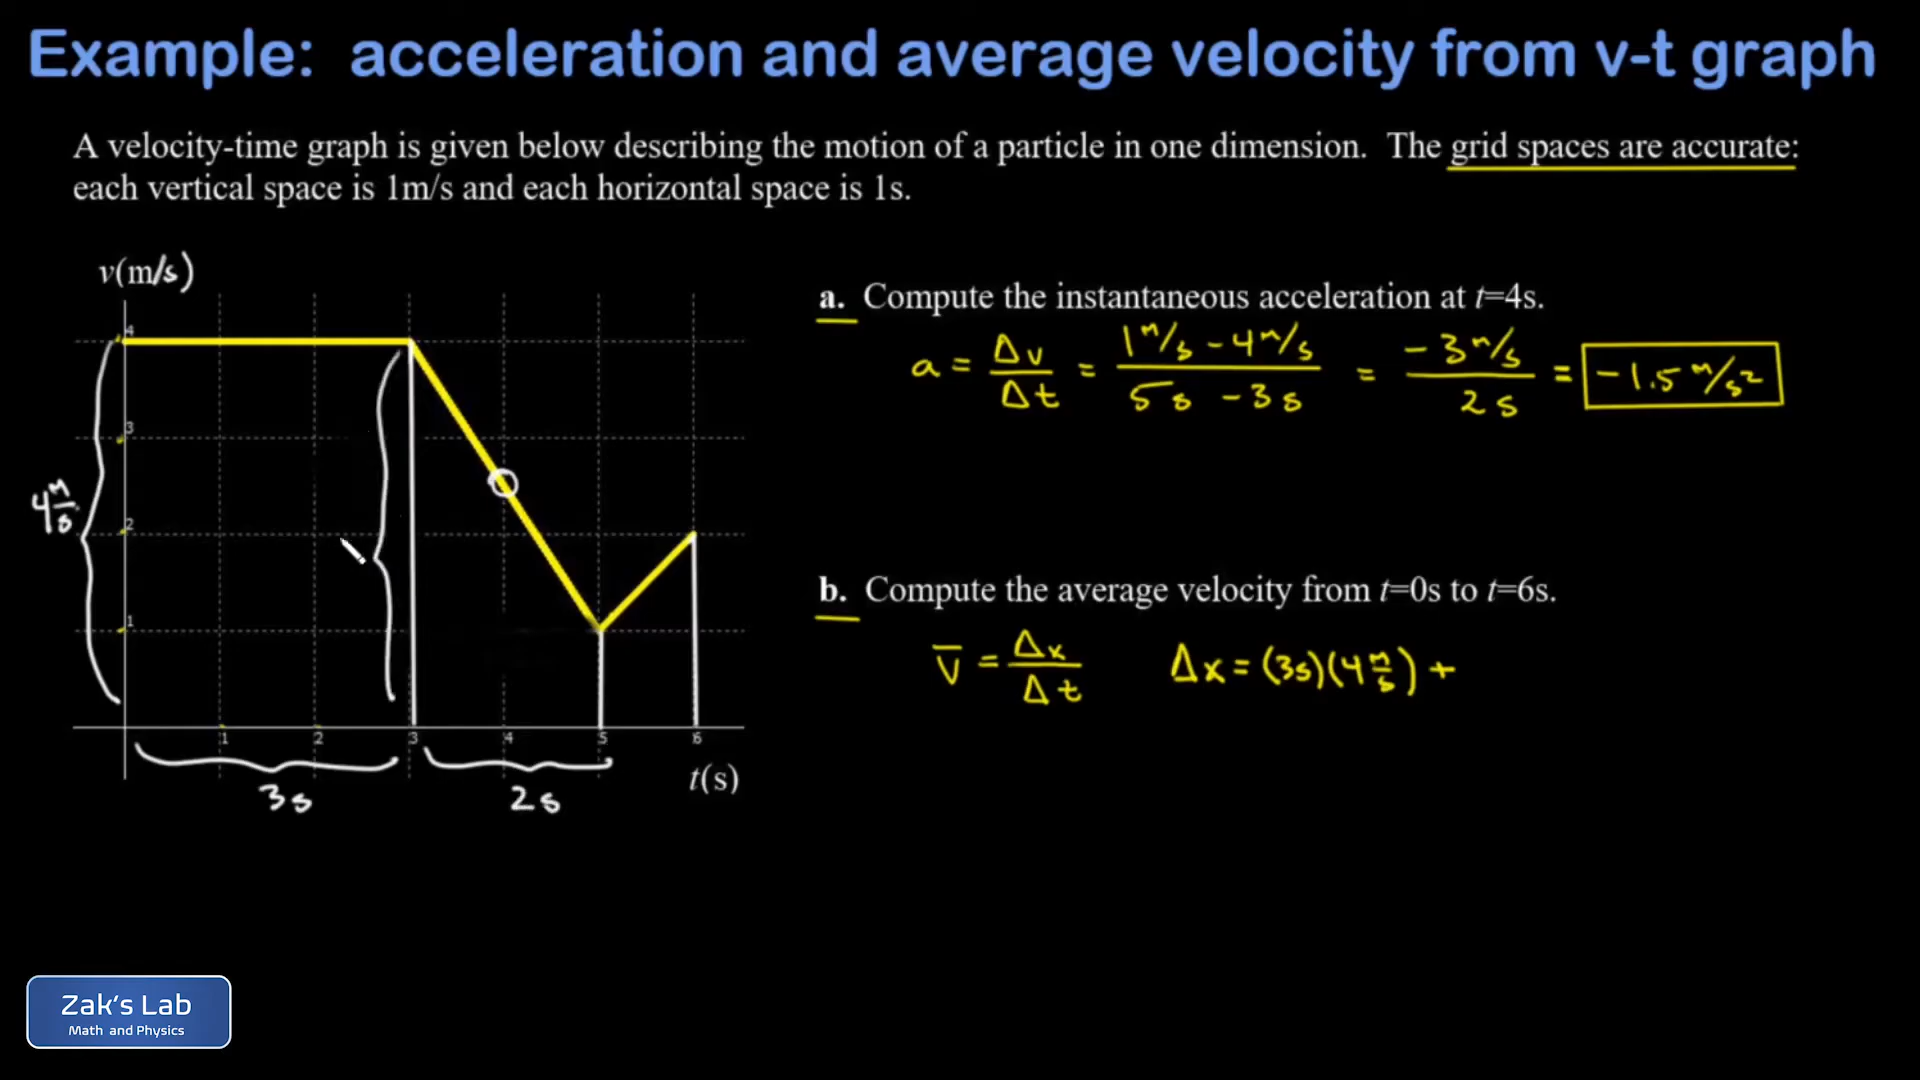 Example: acceleration and average velocity from v-t graph
A velocity-time graph is given below describing the motion of a particle in one dimension. The grid spaces are accurate:
each vertical space is 1m/s and each horizontal space is 1s.
v(m/s)
4
3
2
1
4 m/s
1 2 3 4 5 6
t(s)
3s 2s
a. Compute the instantaneous acceleration at t=4s.
a = Δv/Δt = (1 m/s - 4 m/s)/(5s - 3s) = (-3 m/s)/(2s) = -1.5 m/s²
b. Compute the average velocity from t=0s to t=6s.
v̅ = Δx/Δt Δx = (3s)(4 m/s) +
Zak's Lab
Math and Physics